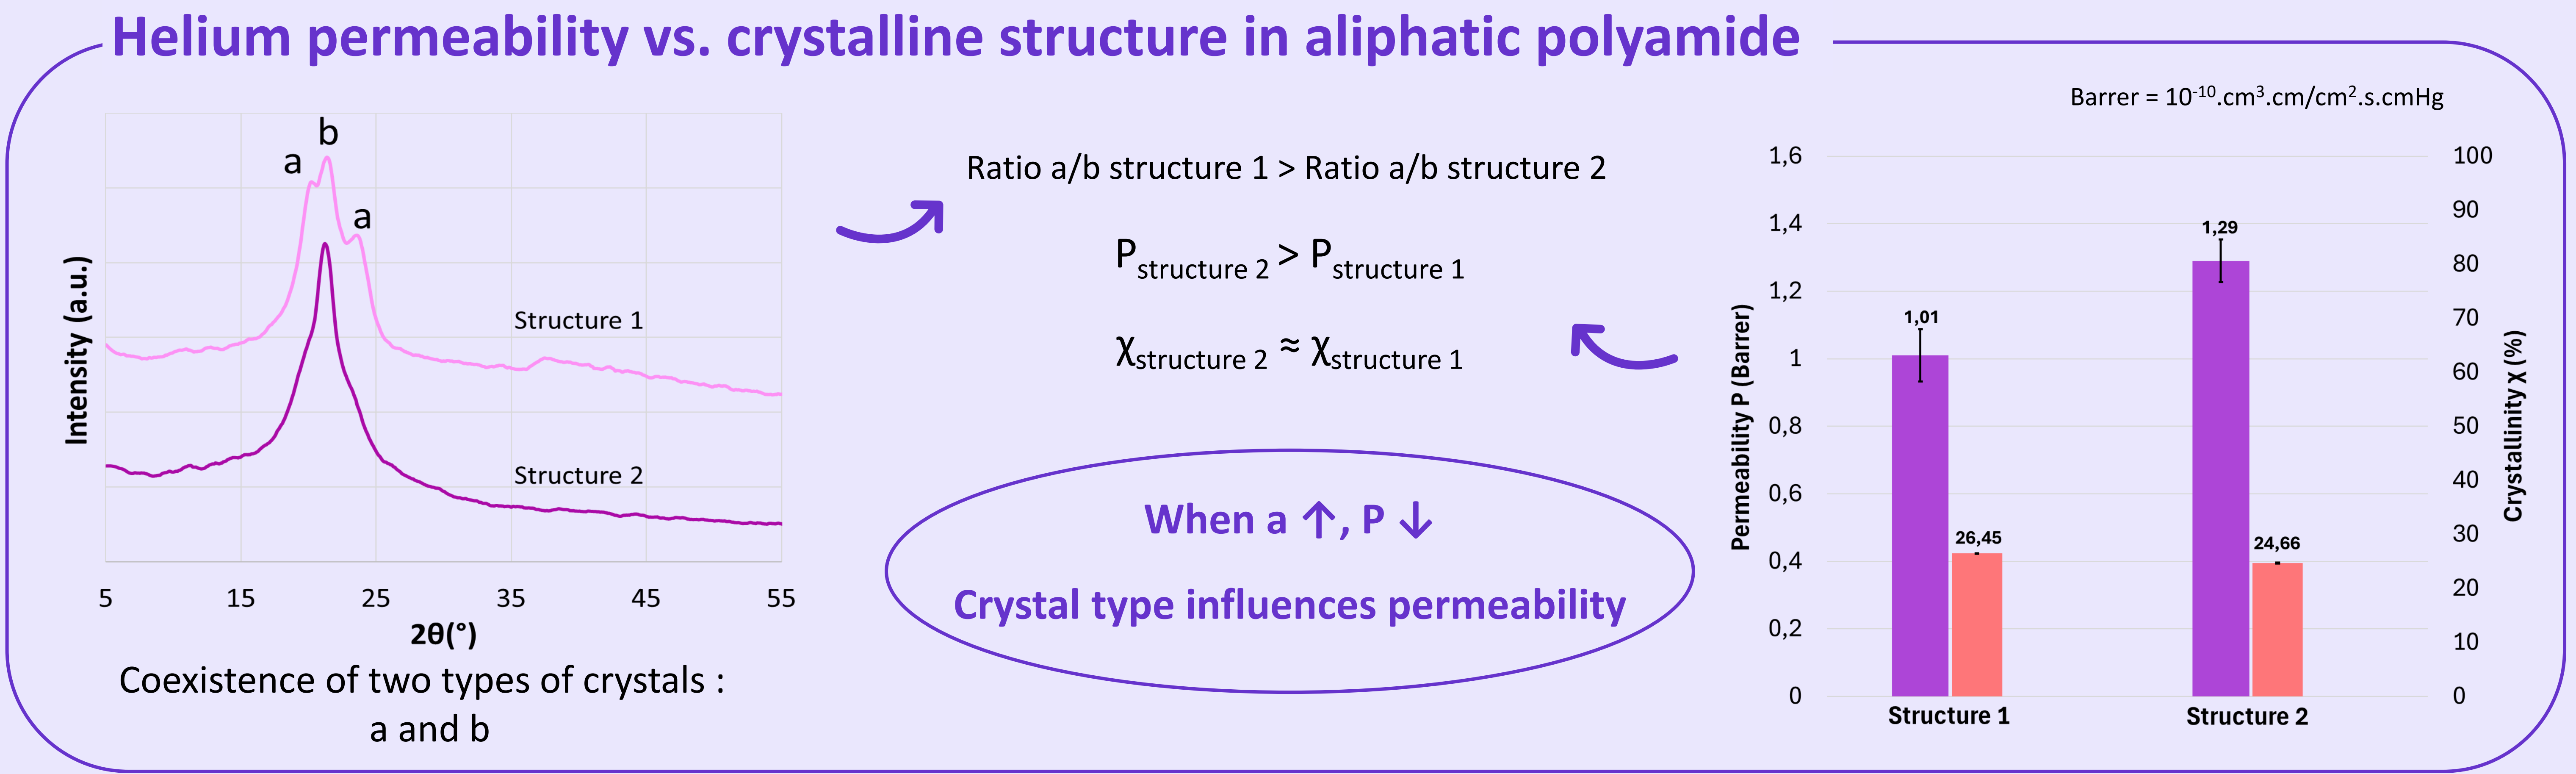 Helium permeability vs. crystalline structure in aliphatic polyamide
b
a
a
Structure 1
Structure 2
Intensity (a.u.)
5 15 25 35 45 55
2θ(°)
Coexistence of two types of crystals :
a and b
Ratio a/b structure 1 > Ratio a/b structure 2
Pstructure 2 > Pstructure 1
χstructure 2 ≈ χstructure 1
When a ↑, P ↓
Crystal type influences permeability
Barrer = 10⁻¹⁰.cm³.cm/cm².s.cmHg
Permeability P (Barrer)
1,6
1,4
1,2
1
0,8
0,6
0,4
0,2
0
1,01
26,45
1,29
24,66
Structure 1
Structure 2
100
90
80
70
60
50
40
30
20
10
0
Crystallinity χ (%)